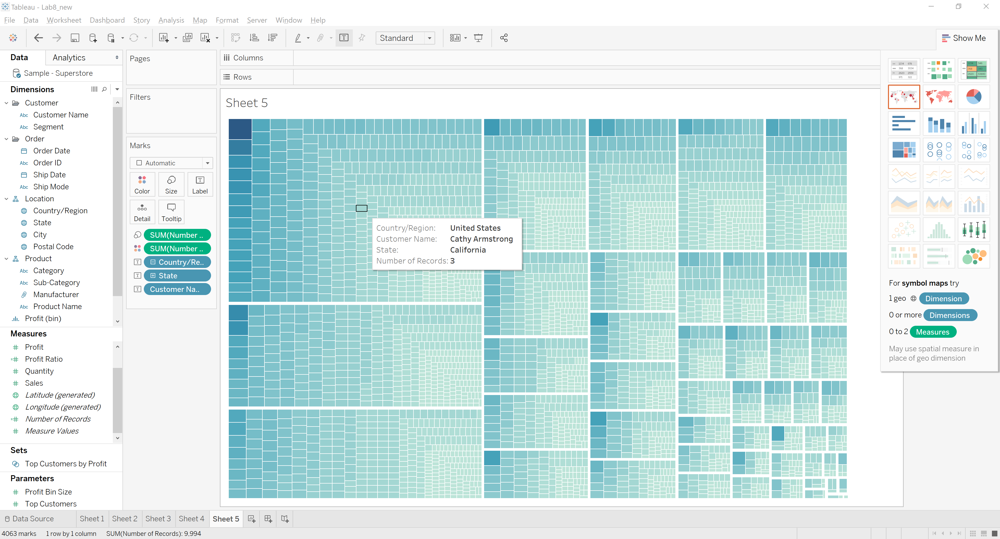 Tableau - Lab8_new
File Data Worksheet Dashboard Story Analysis Map Format Server Window Help
Standard
Show Me
Data Analytics
Sample - Superstore
Dimensions
Customer
Abc Customer Name
Abc Segment
Order
Order Date
Abc Order ID
Ship Date
Abc Ship Mode
Location
Country/Region
State
City
Postal Code
Product
Abc Category
Abc Sub-Category
Manufacturer
Abc Product Name
Profit (bin)
Measures
Profit
Profit Ratio
Quantity
Sales
Latitude (generated)
Longitude (generated)
Number of Records
Measure Values
Sets
Top Customers by Profit
Parameters
Profit Bin Size
Top Customers
Pages
Filters
Marks
Automatic
Color Size Label
Detail Tooltip
SUM(Number ..
SUM(Number ..
Country/Re..
State
Customer Na..
Columns
Rows
Sheet 5
Country/Region: United States
Customer Name: Cathy Armstrong
State: California
Number of Records: 3
1234 678
368 3034
2620 2559
971 322
1234 546
368 340
2620 53890
For symbol maps try
1 geo Dimension
0 or more Dimensions
0 to 2 Measures
May use spatial measure in
place of geo dimension
Data Source Sheet 1 Sheet 2 Sheet 3 Sheet 4 Sheet 5
4063 marks 1 row by 1 column SUM(Number of Records): 9,994